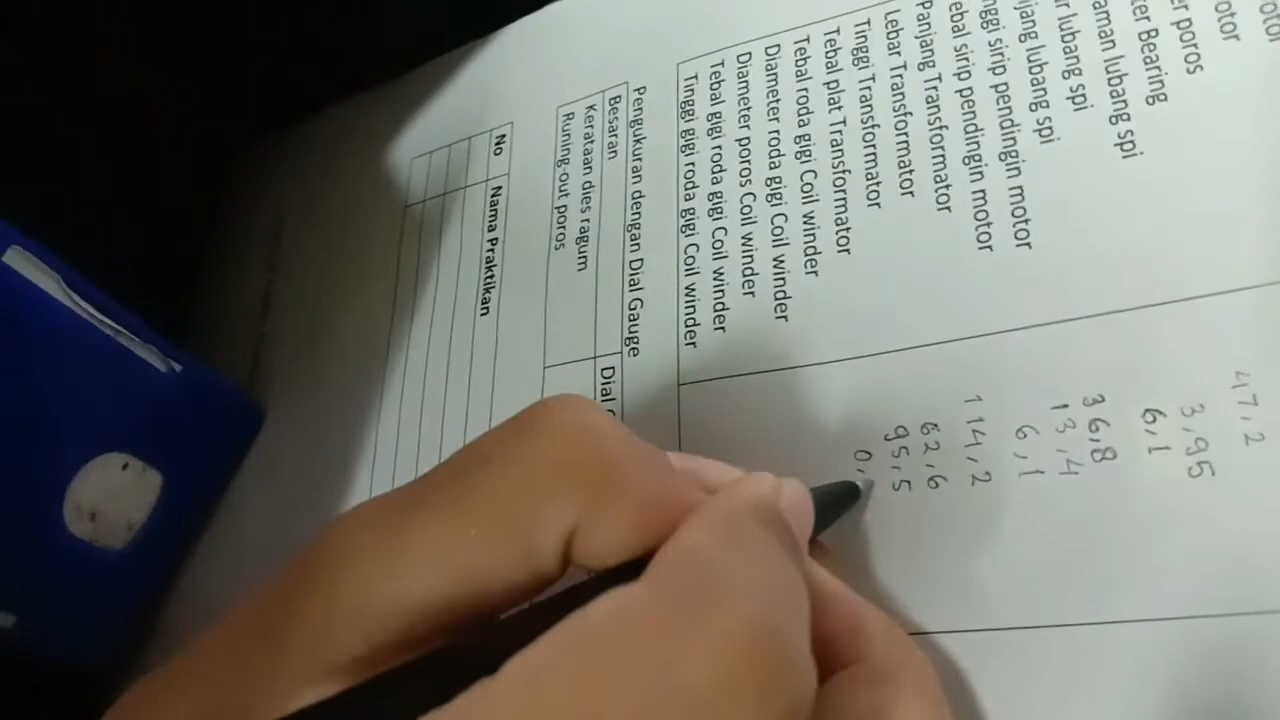 otor
er poros
ter Bearing
aman lubang spi
r lubang spi
jang lubang spi
nggi sirip pendingin motor
ebal sirip pendingin motor
Panjang Transformator
Lebar Transformator
Tinggi Transformator
Tebal plat Transformator
Tebal roda gigi Coil winder
Diameter roda gigi Coil winder
Diameter poros Coil winder
Tebal gigi roda gigi Coil winder
Tinggi gigi roda gigi Coil winder
47,2
3,95
6,1
36,8
13,4
6,1
114,2
62,6
95,5
0,
Pengukuran dengan Dial Gauge
Besaran
Dial
Kerataan dies ragum
Runing-out poros
No
Nama Praktikan